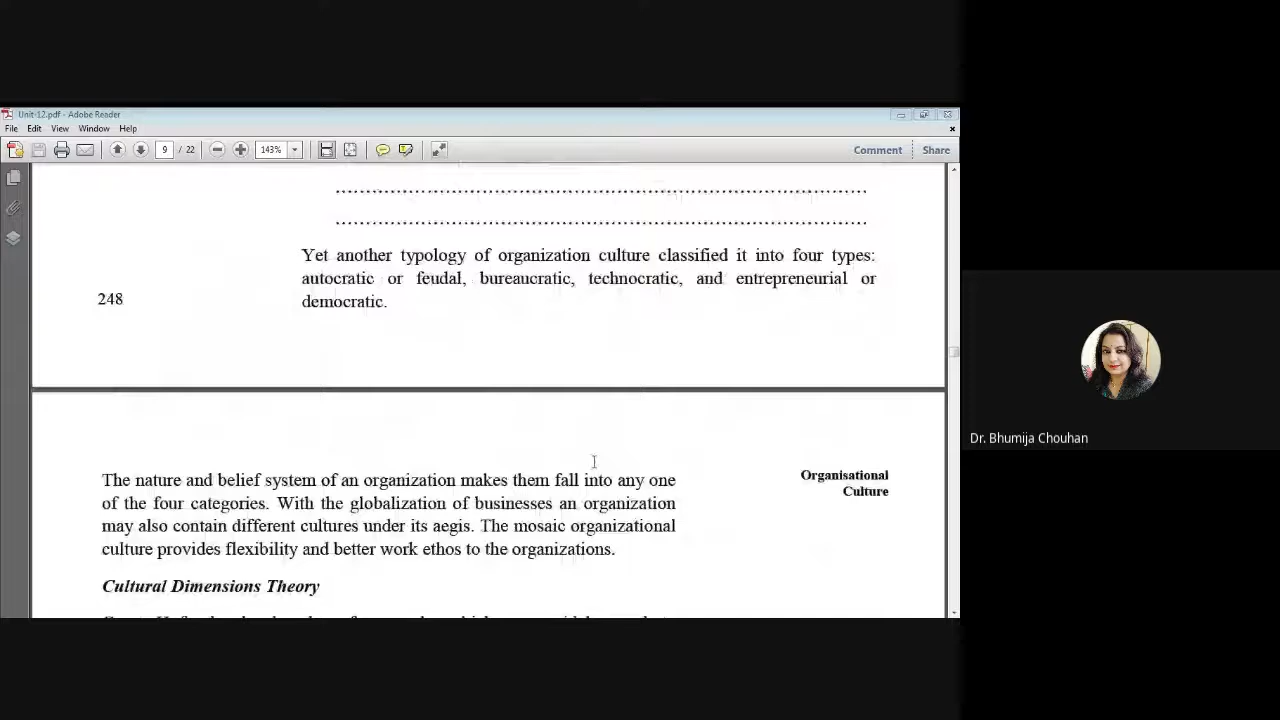 Unit-12.pdf - Adobe Reader
File Edit View Window Help
9 / 22
143%
Comment Share
Yet another typology of organization culture classified it into four types:
autocratic or feudal, bureaucratic, technocratic, and entrepreneurial or
democratic.
248
The nature and belief system of an organization makes them fall into any one
of the four categories. With the globalization of businesses an organization
may also contain different cultures under its aegis. The mosaic organizational
culture provides flexibility and better work ethos to the organizations.
Organisational
Culture
Cultural Dimensions Theory
Dr. Bhumija Chouhan